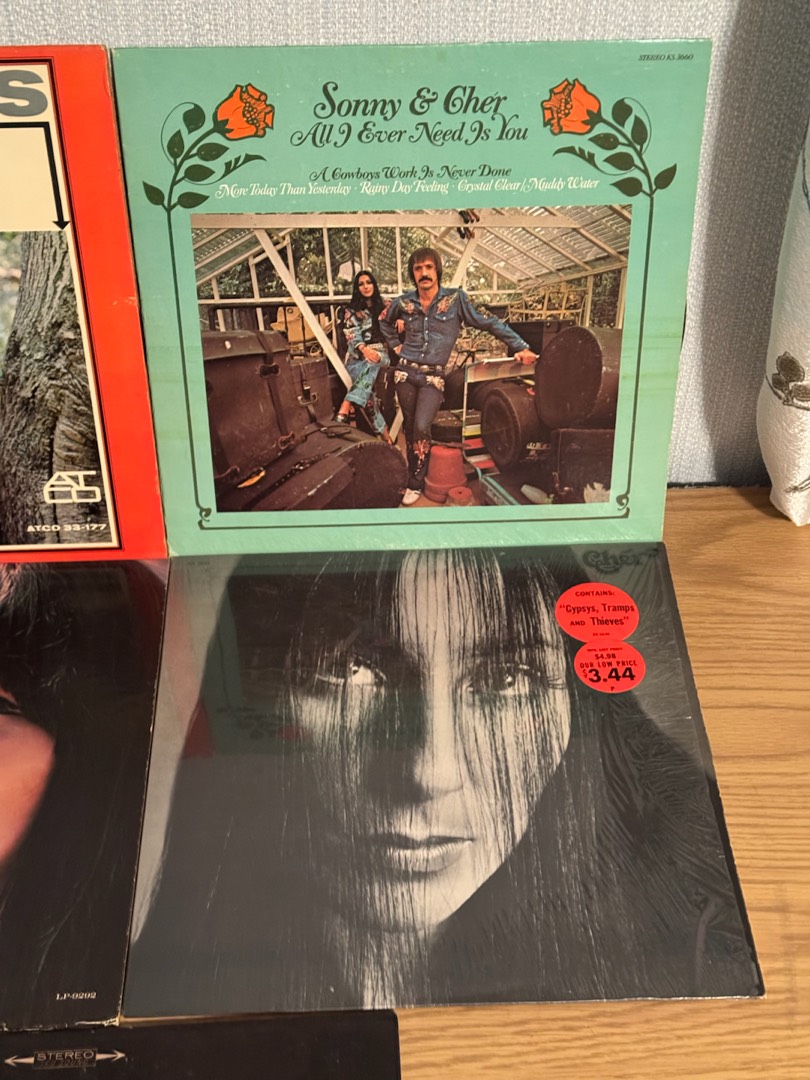 S
STEREO KS 3660
Sonny & Cher
All I Ever Need Is You
A Cowboys Work Is Never Done
More Today Than Yesterday · Rainy Day Feeling · Crystal Clear/Muddy Water
ATCO
ATCO 33-177
Cher
CONTAINS:
"Gypsys, Tramps
AND Thieves"
$4.98
OUR LOW PRICE
$3.44
LP-9292
STEREO